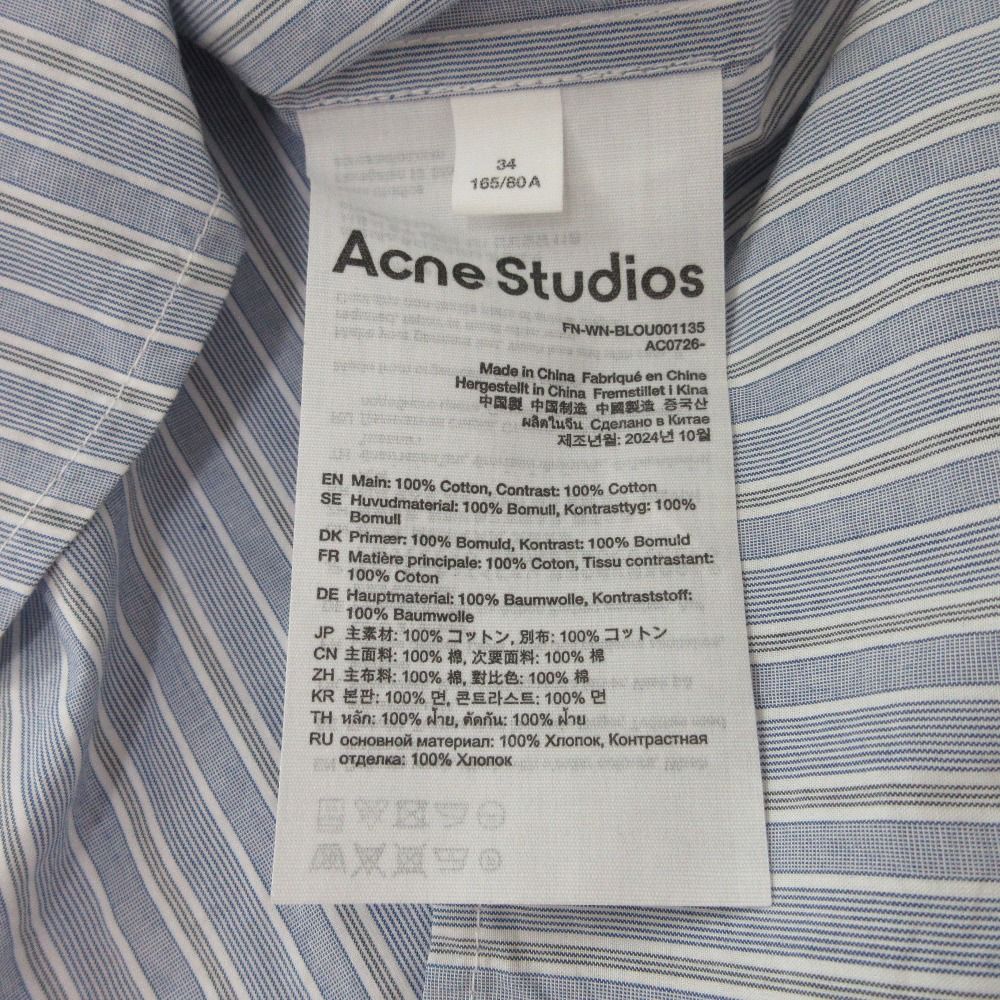 34
165/80A
Acne Studios
FN-WN-BLOU001135
AC0726-
Made in China Fabriqué en Chine
Hergestellt in China Fremstillet i Kina
中国製 中国制造 中國製造 중국산
ผลิตในจีน Сделано в Китае
제조년월: 2024년 10월
EN Main: 100% Cotton, Contrast: 100% Cotton
SE Huvudmaterial: 100% Bomull, Kontrasttyg: 100%
Bomull
DK Primær: 100% Bomuld, Kontrast: 100% Bomuld
FR Matière principale: 100% Coton, Tissu contrastant:
100% Coton
DE Hauptmaterial: 100% Baumwolle, Kontraststoff:
100% Baumwolle
JP 主素材: 100% コットン, 別布: 100% コットン
CN 主面料: 100% 棉, 次要面料: 100% 棉
ZH 主布料: 100% 棉, 對比色: 100% 棉
KR 본판: 100% 면, 콘트라스트: 100% 면
TH หลัก: 100% ฝ้าย, ตัดกัน: 100% ฝ้าย
RU основной материал: 100% Хлопок, Контрастная
отделка: 100% Хлопок